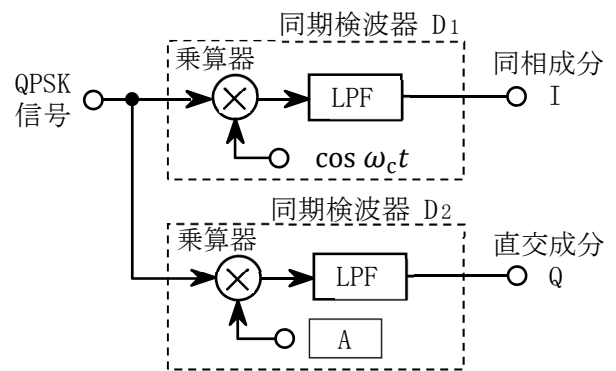 同期検波器 D1
乗算器
QPSK
信号
LPF
同相成分
I
cos ωct
同期検波器 D2
乗算器
LPF
直交成分
Q
A